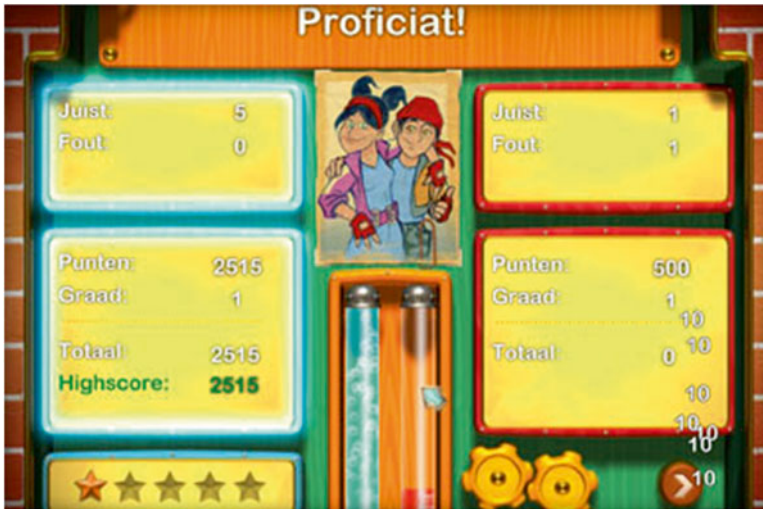 Proficiat!
Juist: 5
Fout: 0
Punten: 2515
Graad: 1
Totaal: 2515
Highscore: 2515
Juist: 1
Fout: 1
Punten: 500
Graad: 1
10
Totaal: 0
10
10
10
10
10
10